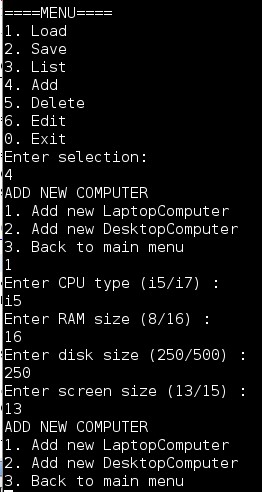 ====MENU====
1. Load
2. Save
3. List
4. Add
5. Delete
6. Edit
0. Exit
Enter selection:
4
ADD NEW COMPUTER
1. Add new LaptopComputer
2. Add new DesktopComputer
3. Back to main menu
1
Enter CPU type (i5/i7) :
i5
Enter RAM size (8/16) :
16
Enter disk size (250/500) :
250
Enter screen size (13/15) :
13
ADD NEW COMPUTER
1. Add new LaptopComputer
2. Add new DesktopComputer
3. Back to main menu